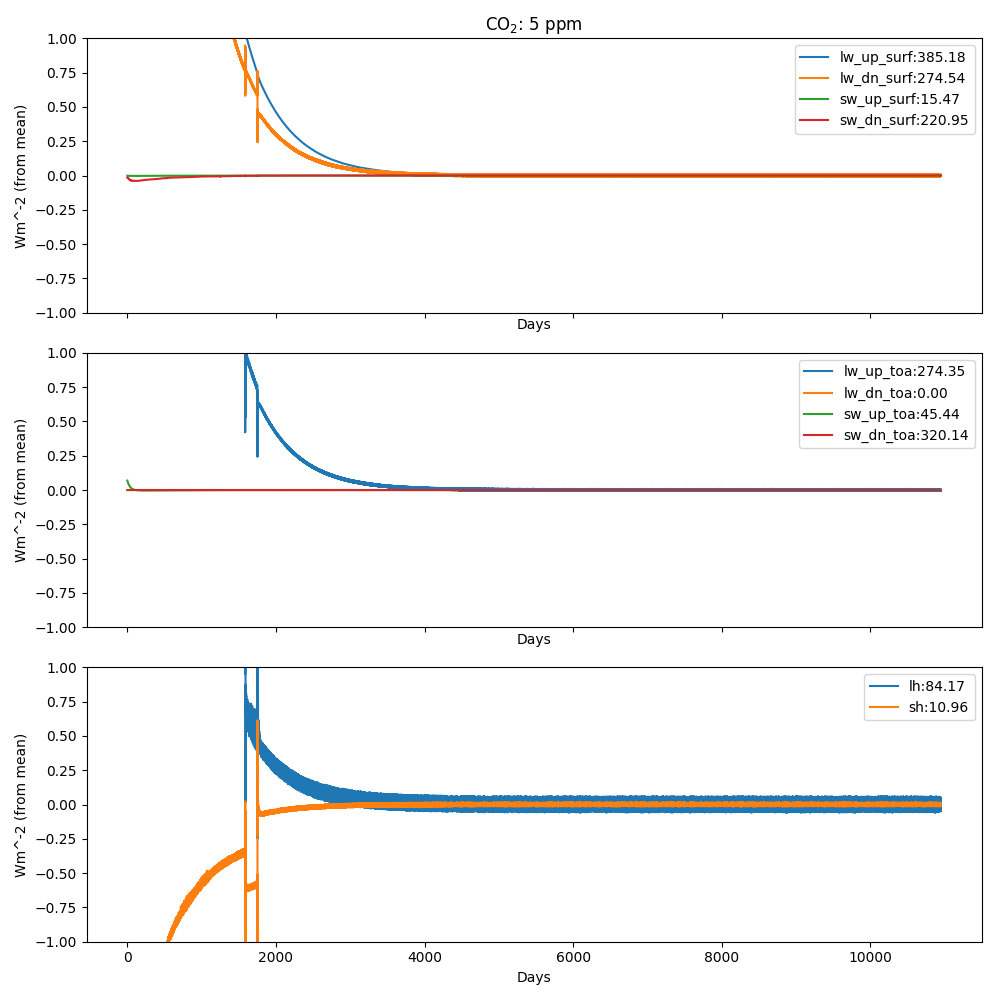 CO₂: 5 ppm
Wm^-2 (from mean)
1.00
0.75
0.50
0.25
0.00
−0.25
−0.50
−0.75
−1.00
lw_up_surf:385.18
lw_dn_surf:274.54
sw_up_surf:15.47
sw_dn_surf:220.95
Days
Wm^-2 (from mean)
1.00
0.75
0.50
0.25
0.00
−0.25
−0.50
−0.75
−1.00
lw_up_toa:274.35
lw_dn_toa:0.00
sw_up_toa:45.44
sw_dn_toa:320.14
Days
Wm^-2 (from mean)
1.00
0.75
0.50
0.25
0.00
−0.25
−0.50
−0.75
−1.00
lh:84.17
sh:10.96
0 2000 4000 6000 8000 10000
Days